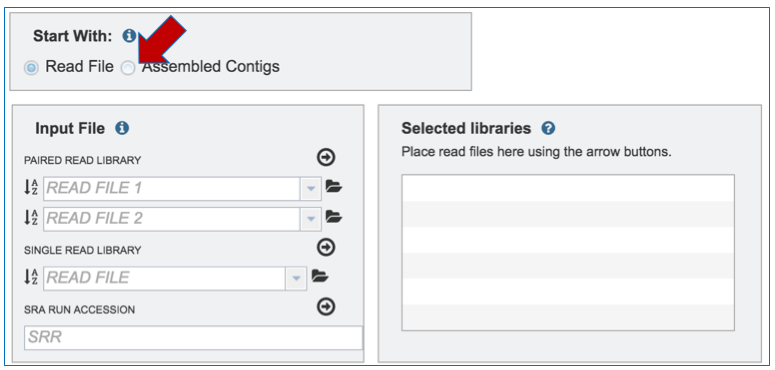 Start With:
Read File Assembled Contigs
Input File
PAIRED READ LIBRARY
READ FILE 1
READ FILE 2
SINGLE READ LIBRARY
READ FILE
SRA RUN ACCESSION
SRR
Selected libraries
Place read files here using the arrow buttons.